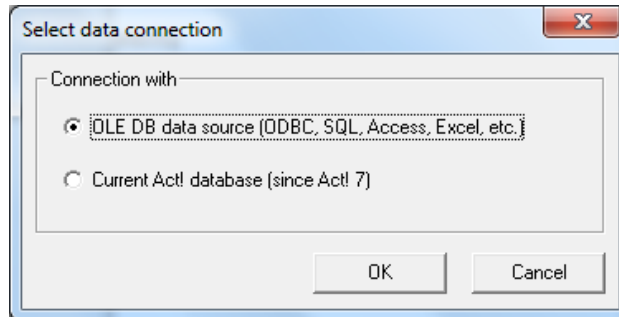 Select data connection
Connection with
OLE DB data source (ODBC, SQL, Access, Excel, etc.)
Current Act! database (since Act! 7)
OK
Cancel